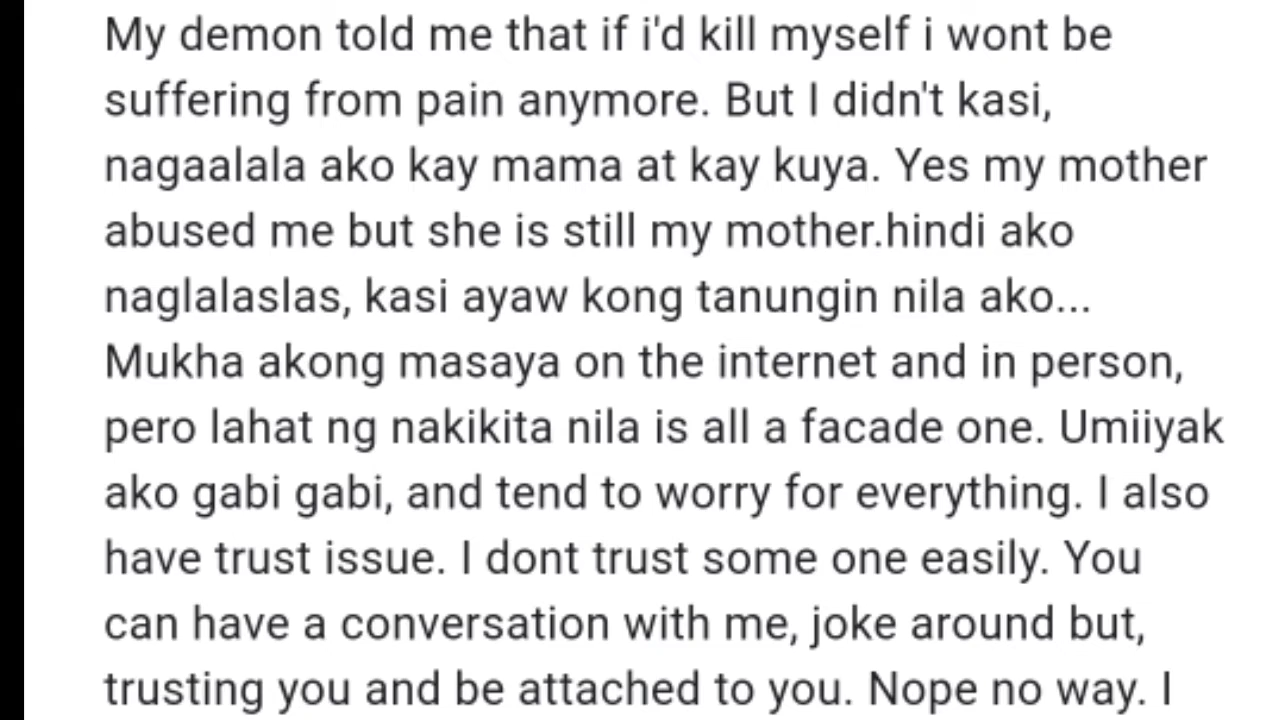 My demon told me that if i'd kill myself i wont be
suffering from pain anymore. But I didn't kasi,
nagaalala ako kay mama at kay kuya. Yes my mother
abused me but she is still my mother.hindi ako
naglalaslas, kasi ayaw kong tanungin nila ako...
Mukha akong masaya on the internet and in person,
pero lahat ng nakikita nila is all a facade one. Umiiyak
ako gabi gabi, and tend to worry for everything. I also
have trust issue. I dont trust some one easily. You
can have a conversation with me, joke around but,
trusting you and be attached to you. Nope no way. I